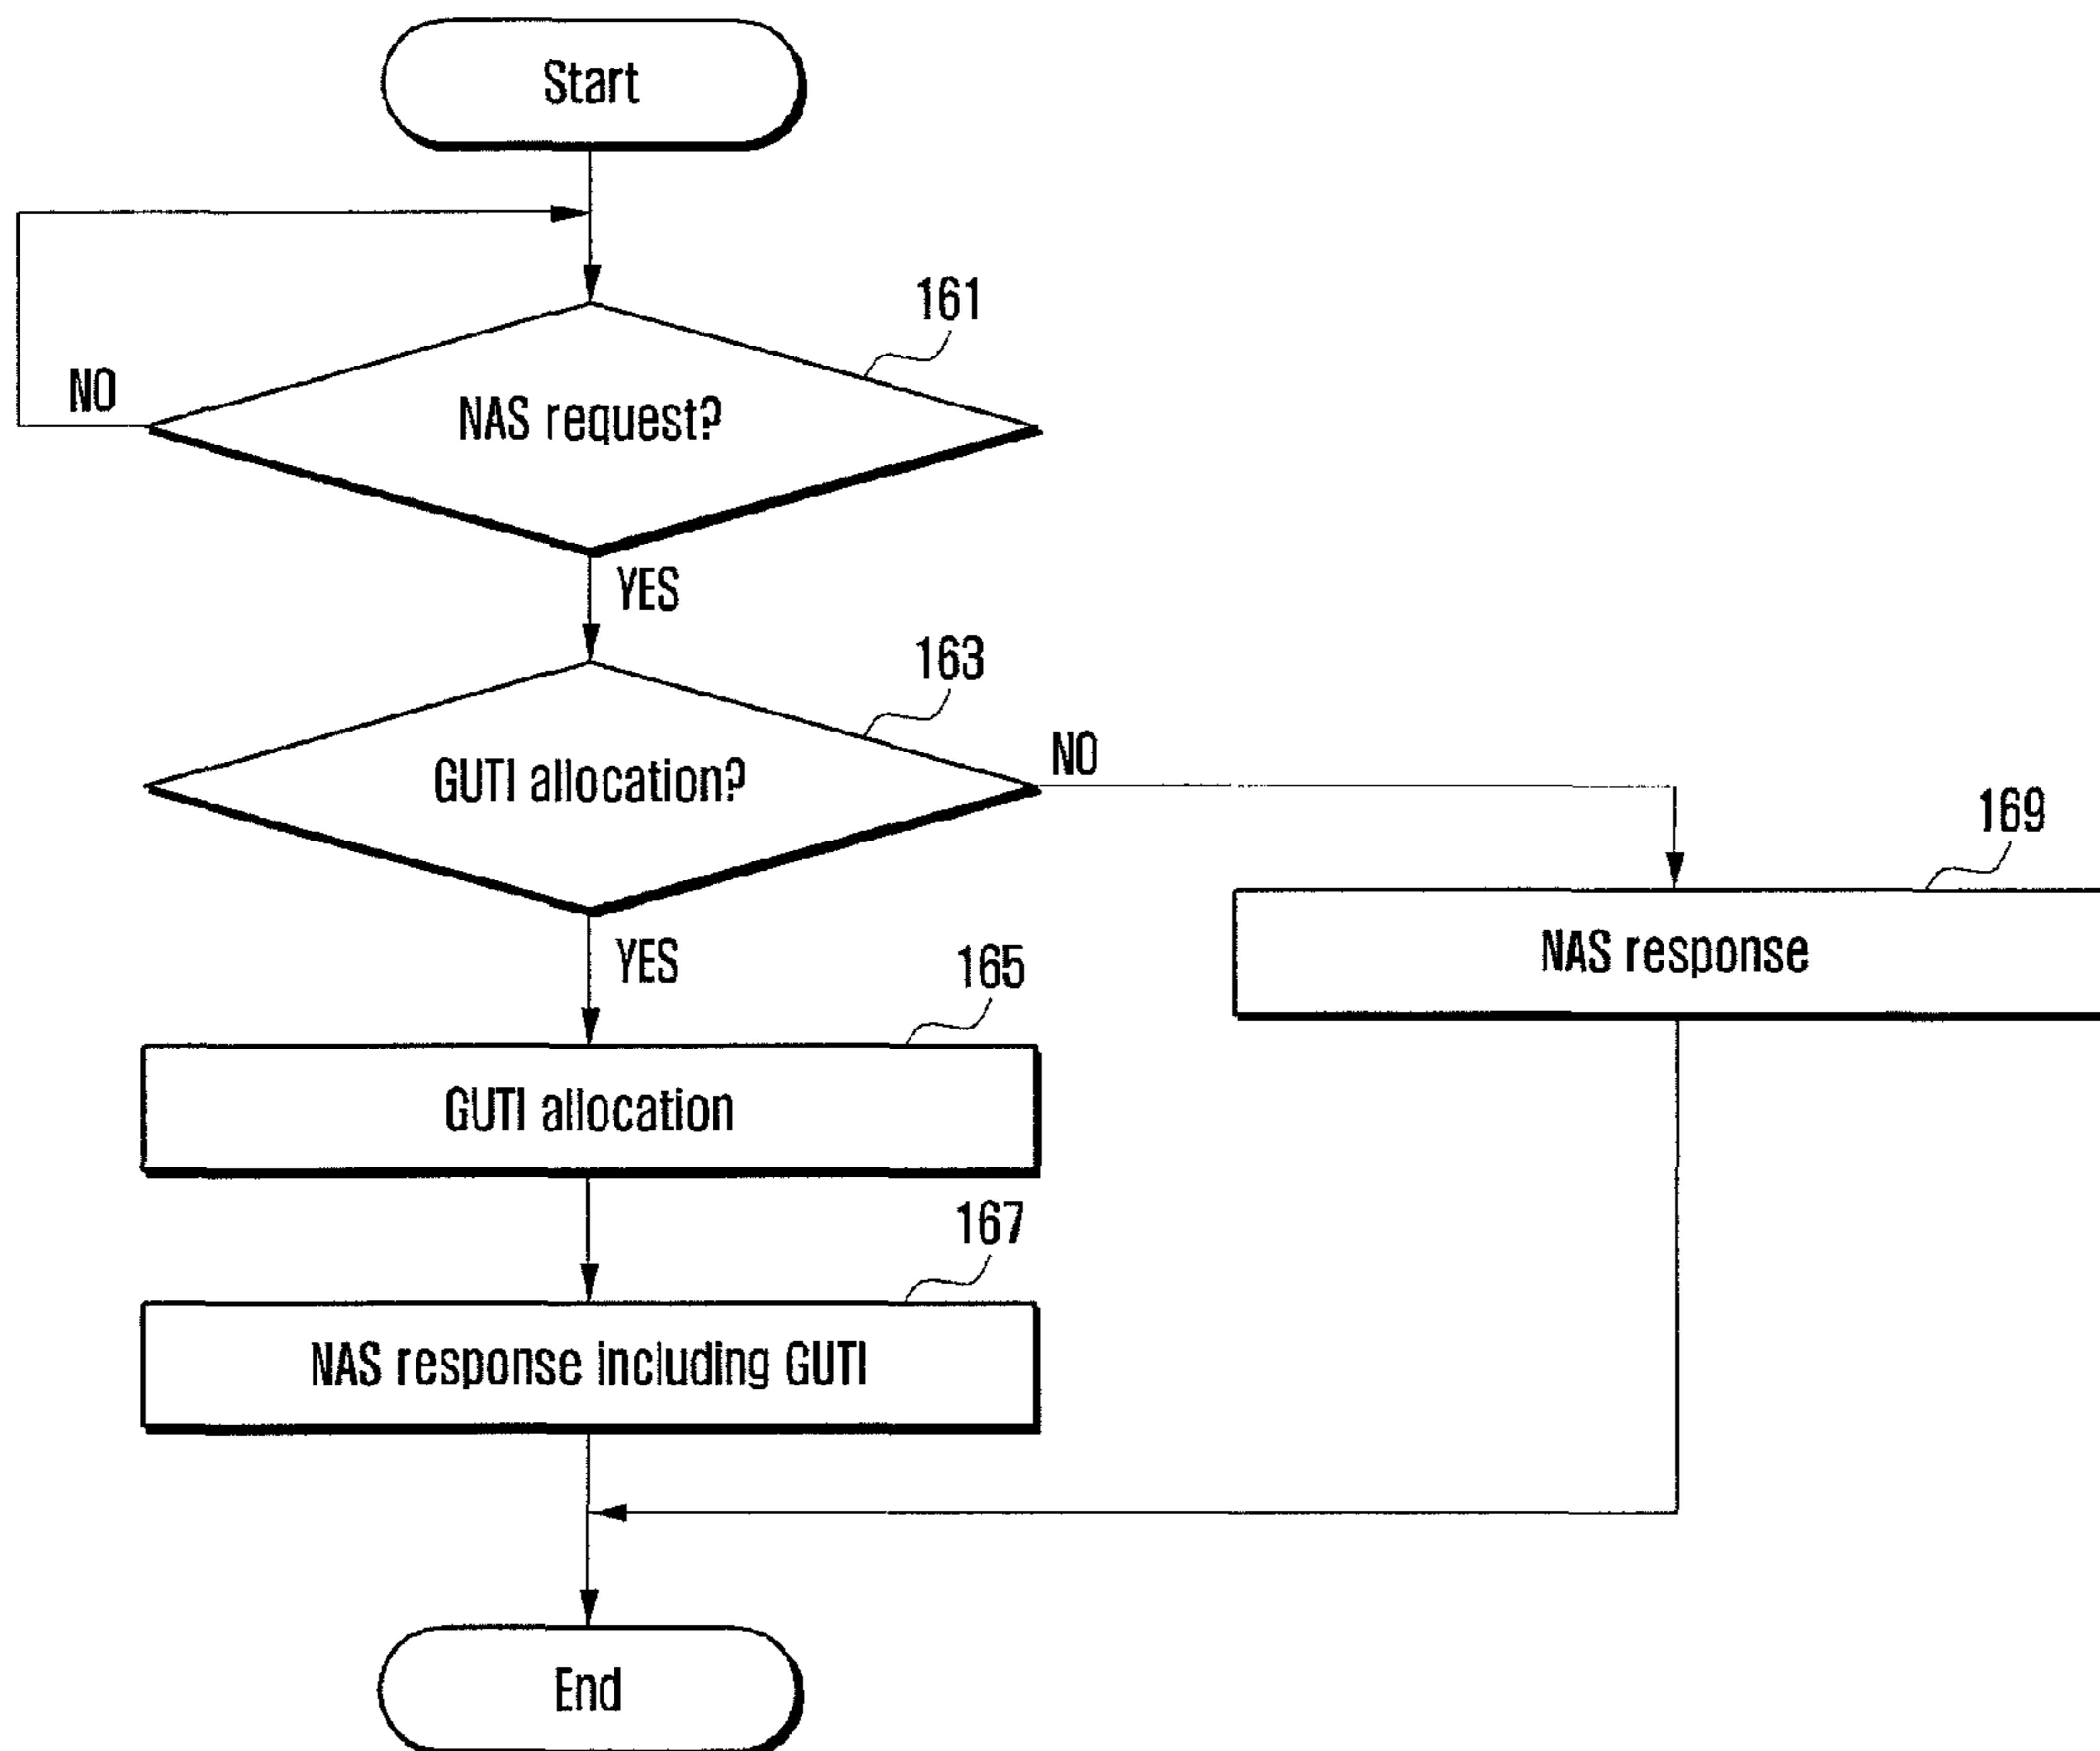 Start
161
NO
NAS request?
YES
163
GUTI allocation?
NO
169
NAS response
YES
165
GUTI allocation
167
NAS response including GUTI
End